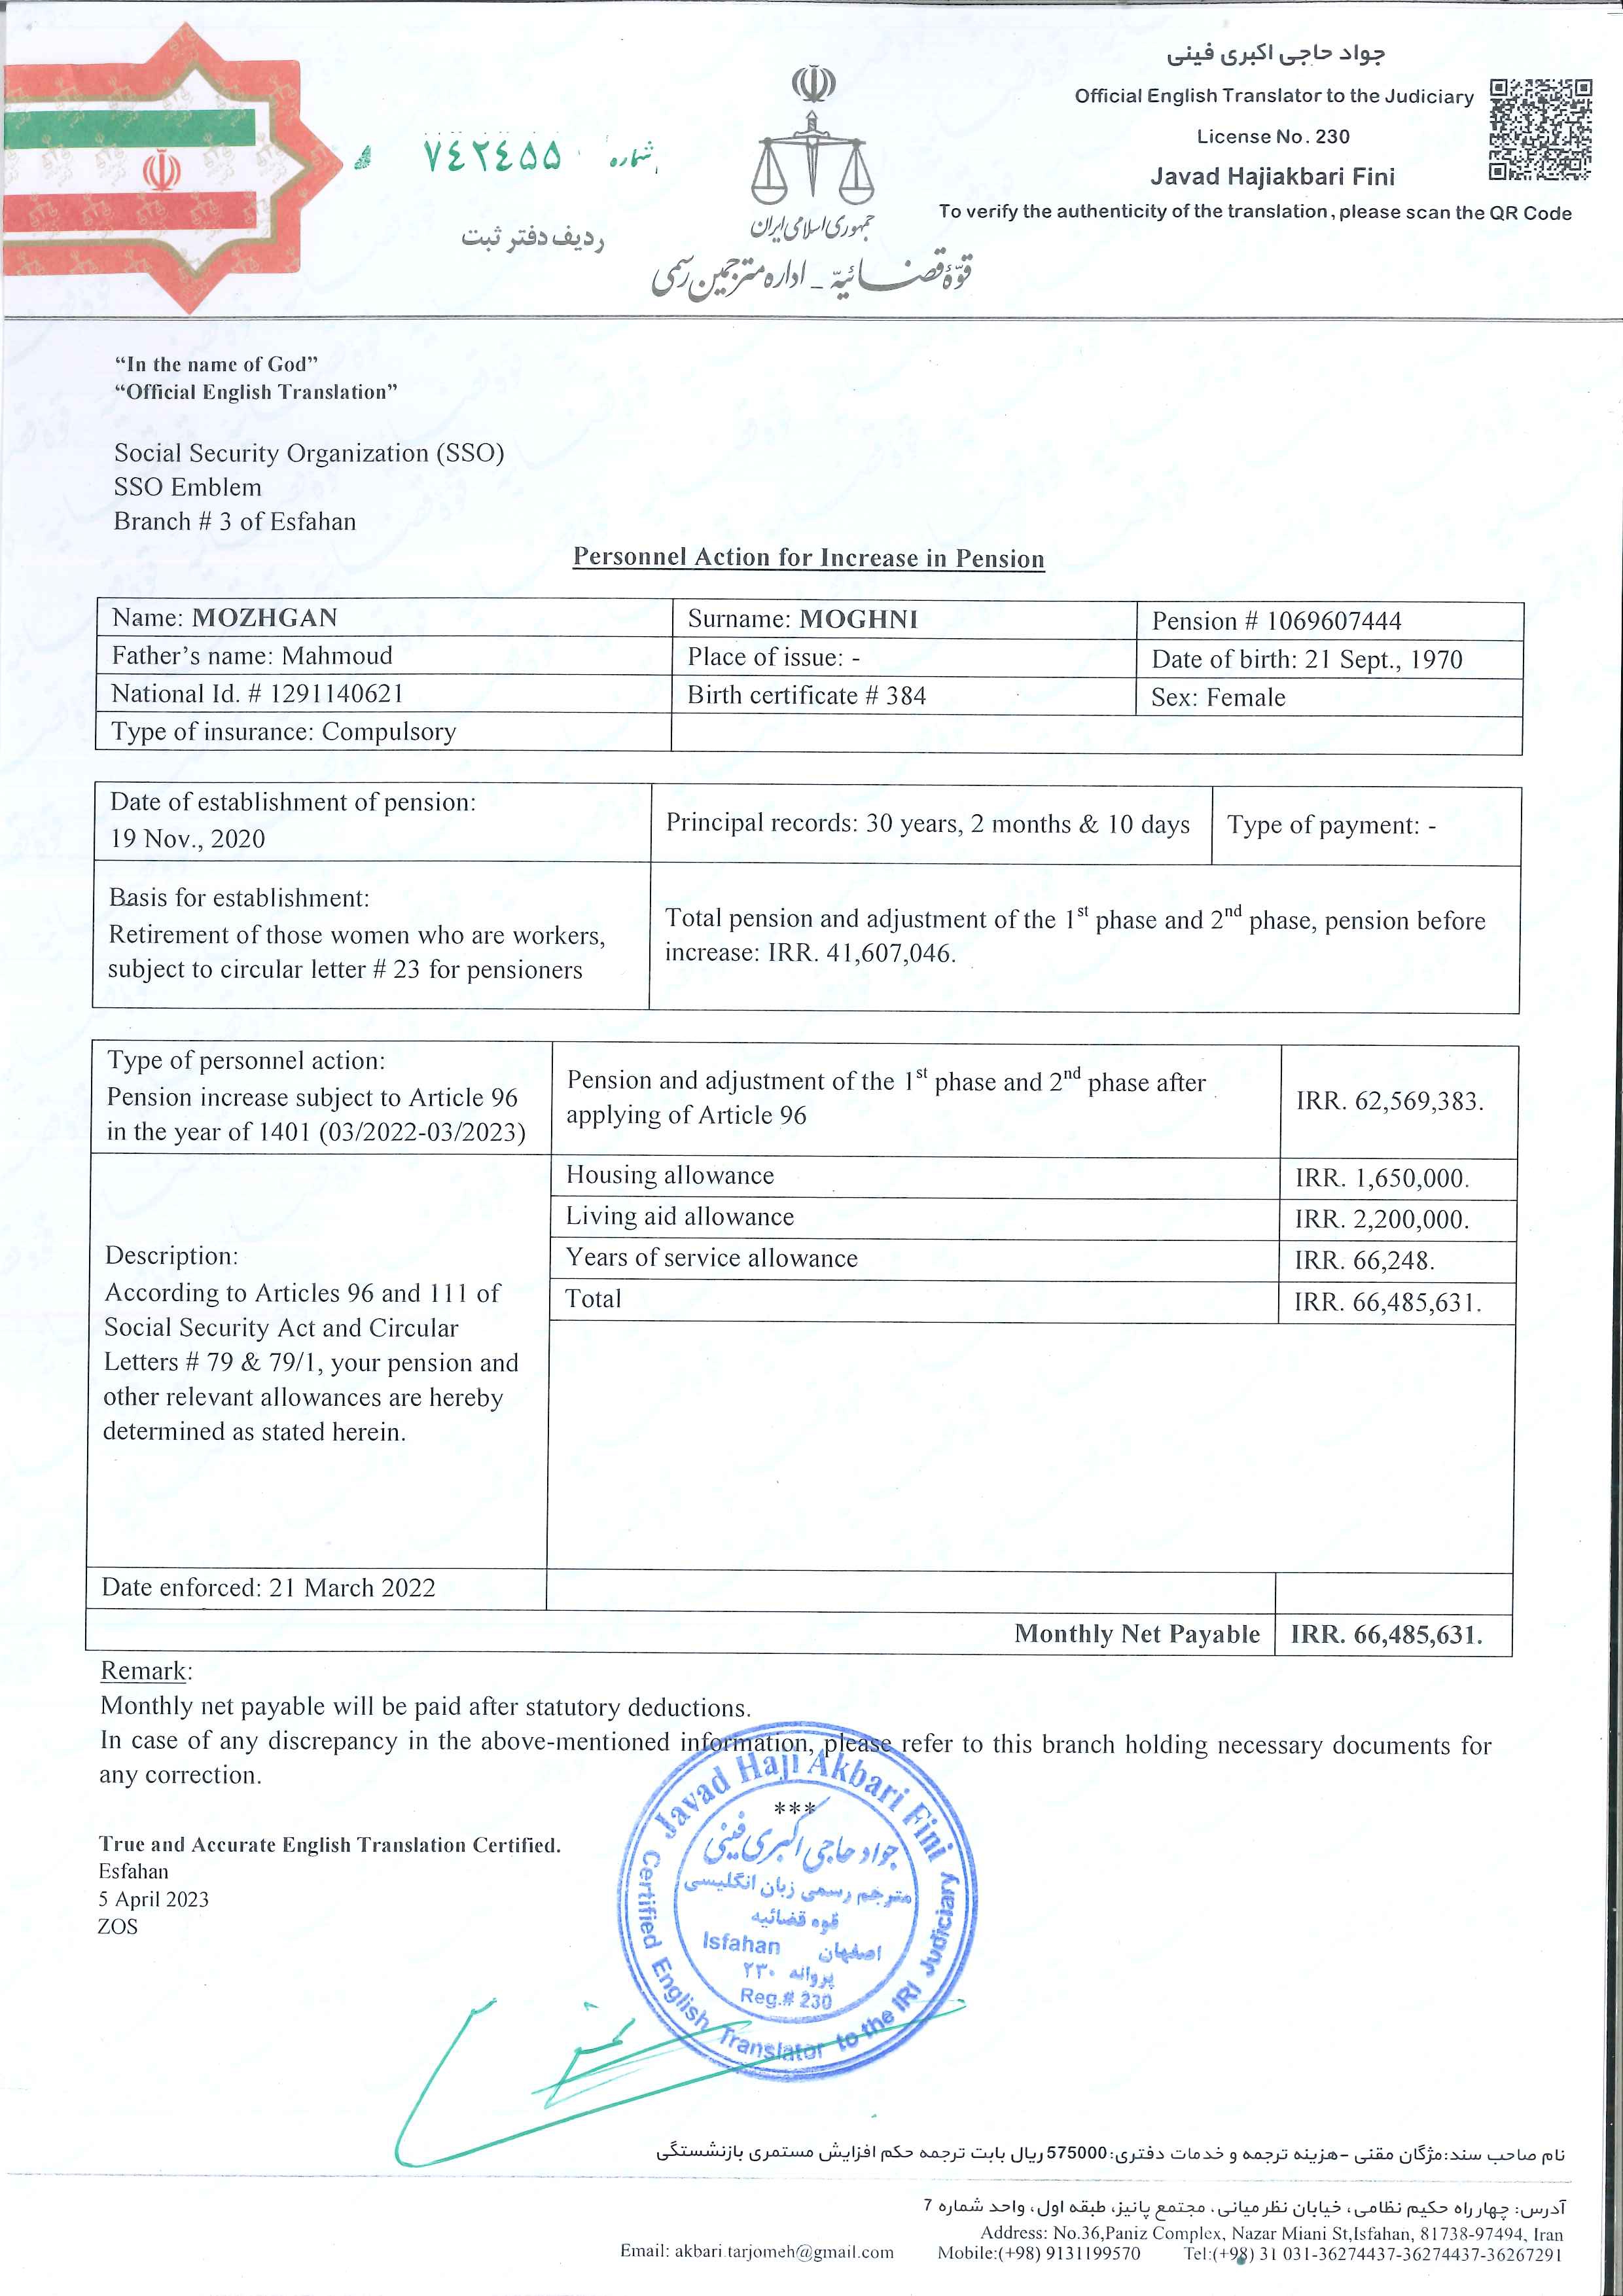 جواد حاجی اکبری فینی
Official English Translator to the Judiciary
License No. 230
Javad Hajiakbari Fini
To verify the authenticity of the translation, please scan the QR Code
شماره ۷٤۲٤۵۵
ردیف دفتر ثبت
جمهوری اسلامی ایران
قوّه قضائیّه - اداره مترجمین رسمی
“In the name of God”
“Official English Translation”
Social Security Organization (SSO)
SSO Emblem
Branch # 3 of Esfahan
Personnel Action for Increase in Pension
Name: MOZHGAN Surname: MOGHNI Pension # 1069607444
Father’s name: Mahmoud Place of issue: - Date of birth: 21 Sept., 1970
National Id. # 1291140621 Birth certificate # 384 Sex: Female
Type of insurance: Compulsory
Date of establishment of pension:
19 Nov., 2020
Principal records: 30 years, 2 months & 10 days
Type of payment: -
Basis for establishment:
Retirement of those women who are workers,
subject to circular letter # 23 for pensioners
Total pension and adjustment of the 1st phase and 2nd phase, pension before
increase: IRR. 41,607,046.
Type of personnel action:
Pension increase subject to Article 96
in the year of 1401 (03/2022-03/2023)
Pension and adjustment of the 1st phase and 2nd phase after
applying of Article 96
IRR. 62,569,383.
Description:
According to Articles 96 and 111 of
Social Security Act and Circular
Letters # 79 & 79/1, your pension and
other relevant allowances are hereby
determined as stated herein.
Housing allowance IRR. 1,650,000.
Living aid allowance IRR. 2,200,000.
Years of service allowance IRR. 66,248.
Total IRR. 66,485,631.
Date enforced: 21 March 2022
Monthly Net Payable IRR. 66,485,631.
Remark:
Monthly net payable will be paid after statutory deductions.
In case of any discrepancy in the above-mentioned information, please refer to this branch holding necessary documents for
any correction.
***
True and Accurate English Translation Certified.
Esfahan
5 April 2023
ZOS
Javad Haji Akbari Fini
Certified English Translator to the IRI Judiciary
جواد حاجی اکبری فینی
مترجم رسمی زبان انگلیسی
قوه قضائیه
Isfahan اصفهان
پروانه ۲۳۰
Reg.# 230
نام صاحب سند:مژگان مقنی -هزینه ترجمه و خدمات دفتری:575000ریال بابت ترجمه حکم افزایش مستمری بازنشستگی
آدرس: چهارراه حکیم نظامی، خیابان نظر میانی، مجتمع پانیز، طبقه اول، واحد شماره 7
Address: No.36,Paniz Complex, Nazar Miani St,Isfahan, 81738-97494, Iran
Email: akbari.tarjomeh@gmail.com Mobile:(+98) 9131199570 Tel:(+98) 31 031-36274437-36274437-36267291